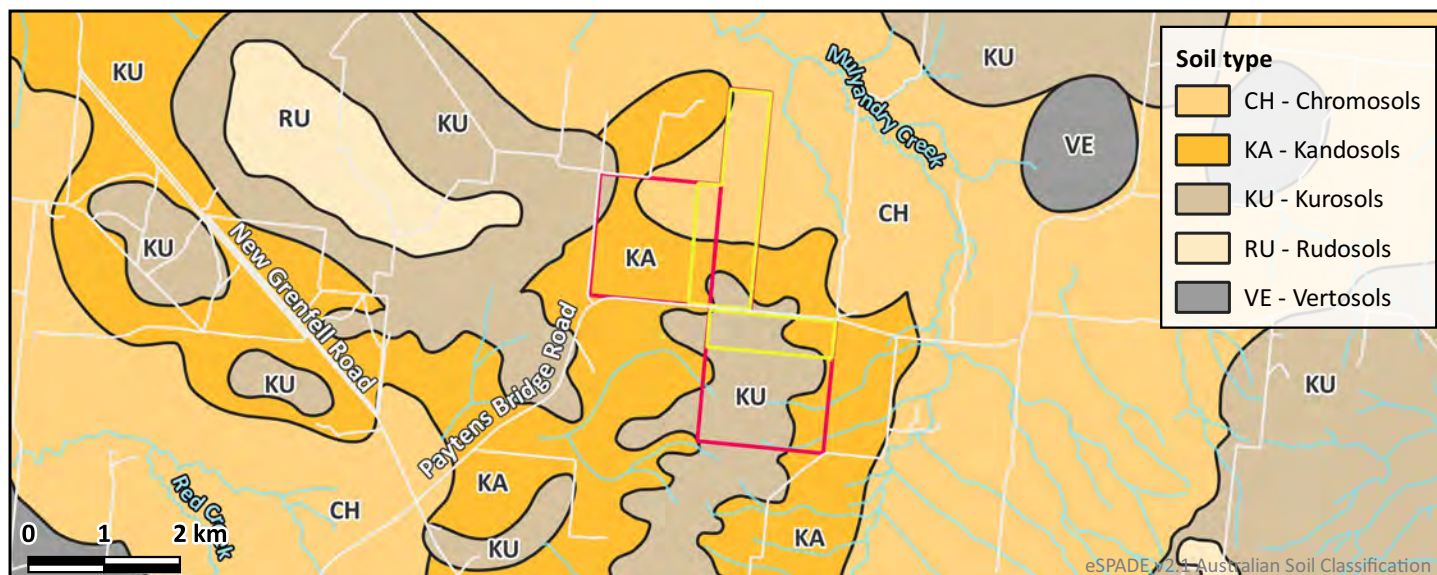 KU
RU
KU
Mulyandry Creek
KU
VE
Soil type
CH - Chromosols
KA - Kandosols
KU - Kurosols
RU - Rudosols
VE - Vertosols
KU
New Grenfell Road
KA
CH
KU
Paytens Bridge Road
KU
KU
KA
Red Creek
CH
KU
KA
0 1 2 km
eSPADE v2.1 Australian Soil Classification